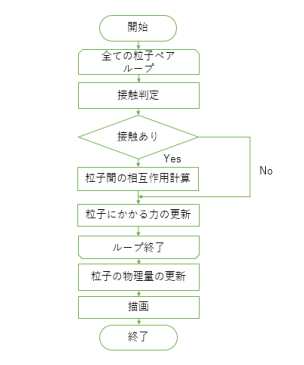 開始
全ての粒子ペア
ループ
接触判定
接触あり
Yes
No
粒子間の相互作用計算
粒子にかかる力の更新
ループ終了
粒子の物理量の更新
描画
終了